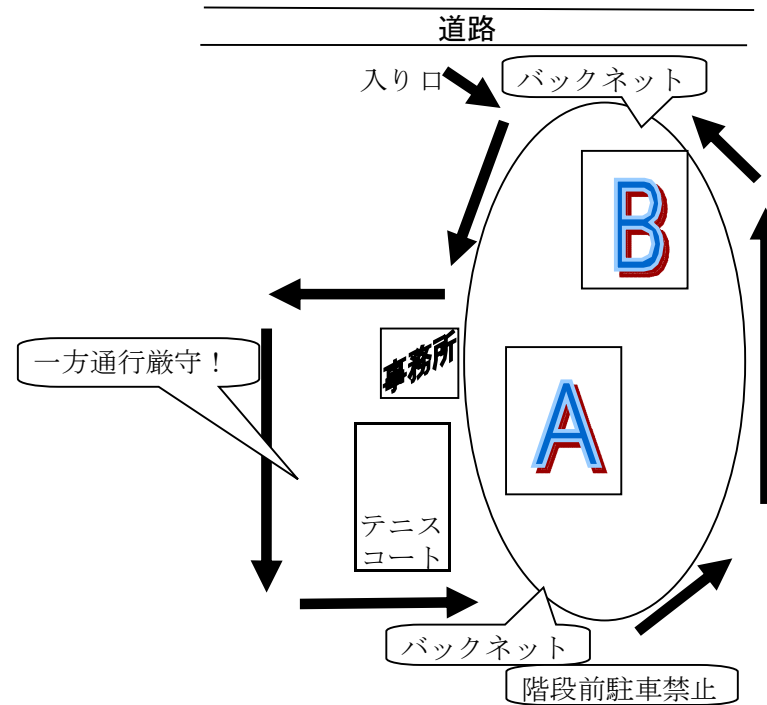 道路
入り口
バックネット
B
一方通行厳守！
事務所
A
テニス
コート
バックネット
階段前駐車禁止